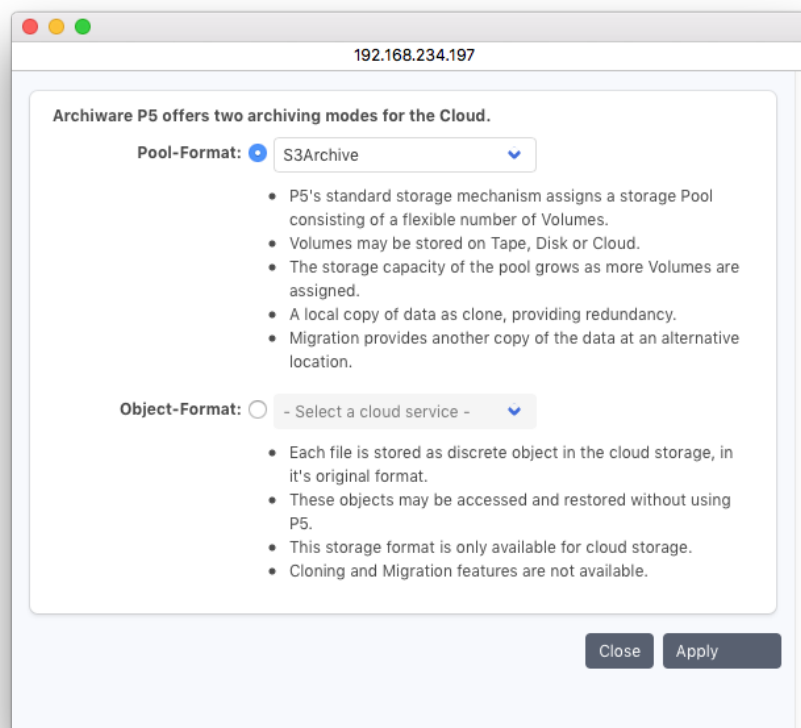 192.168.234.197
Archiware P5 offers two archiving modes for the Cloud.
Pool-Format: S3Archive
• P5's standard storage mechanism assigns a storage Pool
consisting of a flexible number of Volumes.
• Volumes may be stored on Tape, Disk or Cloud.
• The storage capacity of the pool grows as more Volumes are
assigned.
• A local copy of data as clone, providing redundancy.
• Migration provides another copy of the data at an alternative
location.
Object-Format: - Select a cloud service -
• Each file is stored as discrete object in the cloud storage, in
it's original format.
• These objects may be accessed and restored without using
P5.
• This storage format is only available for cloud storage.
• Cloning and Migration features are not available.
Close Apply